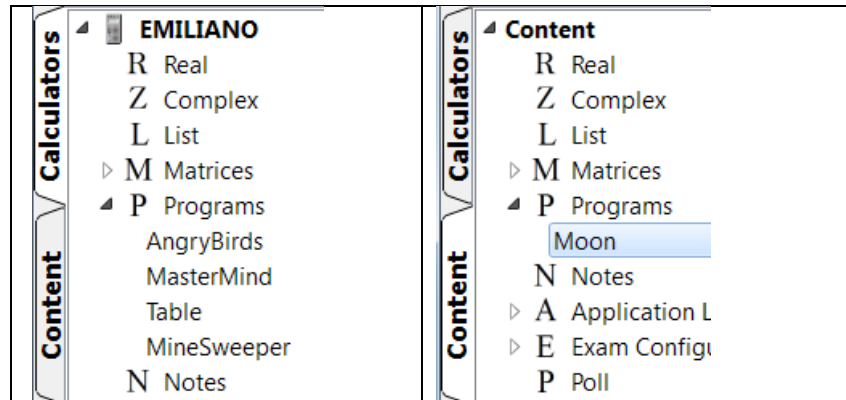 Calculators
Content
EMILIANO
R Real
Z Complex
L List
M Matrices
P Programs
AngryBirds
MasterMind
Table
MineSweeper
N Notes
Calculators
Content
Content
R Real
Z Complex
L List
M Matrices
P Programs
Moon
N Notes
A Application L
E Exam Configu
P Poll